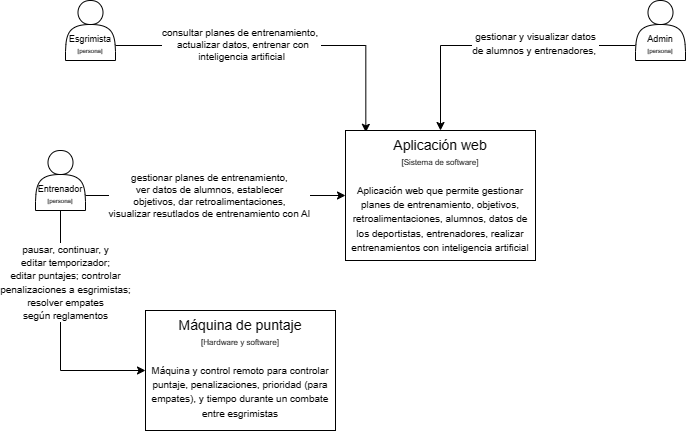 Esgrimista
[persona]
consultar planes de entrenamiento,
actualizar datos, entrenar con
inteligencia artificial
gestionar y visualizar datos
de alumnos y entrenadores,
Admin
[persona]
Aplicación web
[Sistema de software]
Aplicación web que permite gestionar
planes de entrenamiento, objetivos,
retroalimentaciones, alumnos, datos de
los deportistas, entrenadores, realizar
entrenamientos con inteligencia artificial
Entrenador
[persona]
gestionar planes de entrenamiento,
ver datos de alumnos, establecer
objetivos, dar retroalimentaciones,
visualizar resutlados de entrenamiento con AI
pausar, continuar, y
editar temporizador;
editar puntajes; controlar
penalizaciones a esgrimistas;
resolver empates
según reglamentos
Máquina de puntaje
[Hardware y software]
Máquina y control remoto para controlar
puntaje, penalizaciones, prioridad (para
empates), y tiempo durante un combate
entre esgrimistas